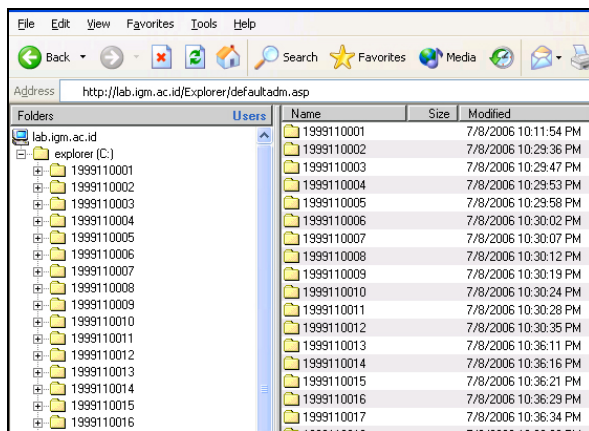 File Edit View Favorites Tools Help
Back Search Favorites Media
Address http://lab.igm.ac.id/Explorer/defaultadm.asp
Folders Users
lab.igm.ac.id
explorer (C:)
1999110001
1999110002
1999110003
1999110004
1999110005
1999110006
1999110007
1999110008
1999110009
1999110010
1999110011
1999110012
1999110013
1999110014
1999110015
1999110016
Name Size Modified
1999110001 7/8/2006 10:11:54 PM
1999110002 7/8/2006 10:29:36 PM
1999110003 7/8/2006 10:29:47 PM
1999110004 7/8/2006 10:29:53 PM
1999110005 7/8/2006 10:29:58 PM
1999110006 7/8/2006 10:30:02 PM
1999110007 7/8/2006 10:30:07 PM
1999110008 7/8/2006 10:30:12 PM
1999110009 7/8/2006 10:30:19 PM
1999110010 7/8/2006 10:30:24 PM
1999110011 7/8/2006 10:30:28 PM
1999110012 7/8/2006 10:30:35 PM
1999110013 7/8/2006 10:36:11 PM
1999110014 7/8/2006 10:36:16 PM
1999110015 7/8/2006 10:36:21 PM
1999110016 7/8/2006 10:36:29 PM
1999110017 7/8/2006 10:36:34 PM